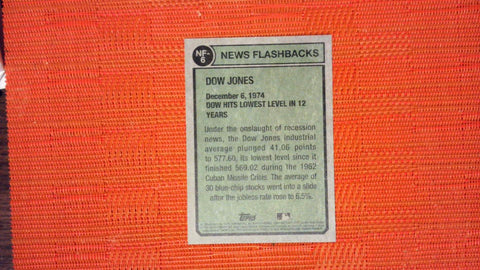 NF-
6
NEWS FLASHBACKS
DOW JONES
December 6, 1974
DOW HITS LOWEST LEVEL IN 12
YEARS
Under the onslaught of recession
news, the Dow Jones industrial
average plunged 41.06 points
to 577.60, its lowest level since it
finished 569.02 during the 1962
Cuban Missile Crisis. The average of
30 blue-chip stocks went into a slide
after the jobless rate rose to 6.5%.
Topps